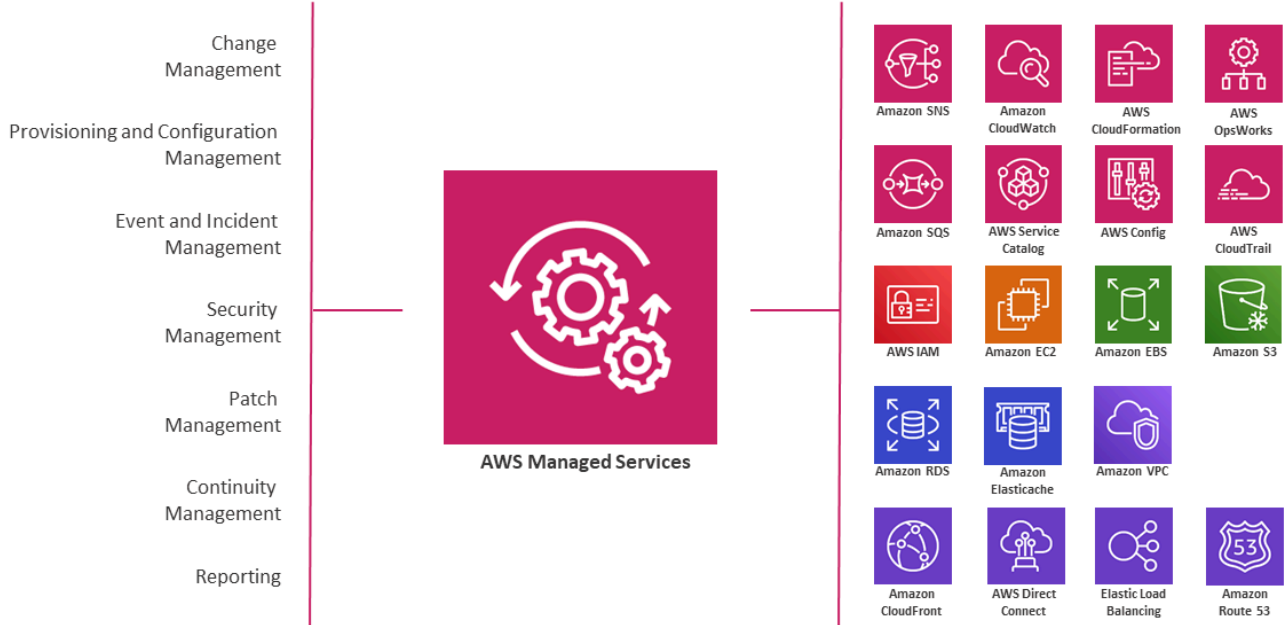 Change
Management
Provisioning and Configuration
Management
Event and Incident
Management
Security
Management
Patch
Management
Continuity
Management
Reporting
AWS Managed Services
Amazon SNS
Amazon
CloudWatch
AWS
CloudFormation
AWS
OpsWorks
Amazon SQS
AWS Service
Catalog
AWS Config
AWS
CloudTrail
AWS IAM
Amazon EC2
Amazon EBS
Amazon S3
Amazon RDS
Amazon
Elasticache
Amazon VPC
Amazon
CloudFront
AWS Direct
Connect
Elastic Load
Balancing
53
Amazon
Route 53